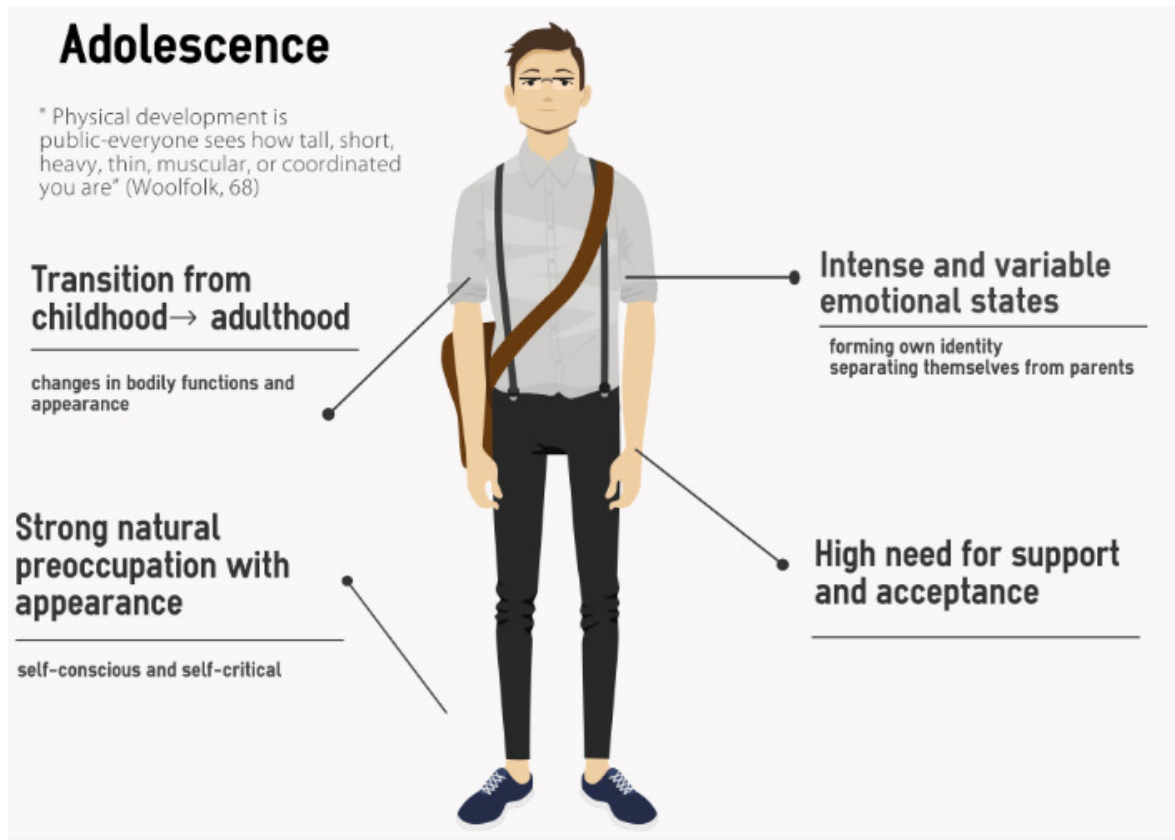 Adolescence
" Physical development is
public-everyone sees how tall, short,
heavy, thin, muscular, or coordinated
you are" (Woolfolk, 68)
Transition from
childhood→ adulthood
changes in bodily functions and
appearance
Strong natural
preoccupation with
appearance
self-conscious and self-critical
Intense and variable
emotional states
forming own identity
separating themselves from parents
High need for support
and acceptance